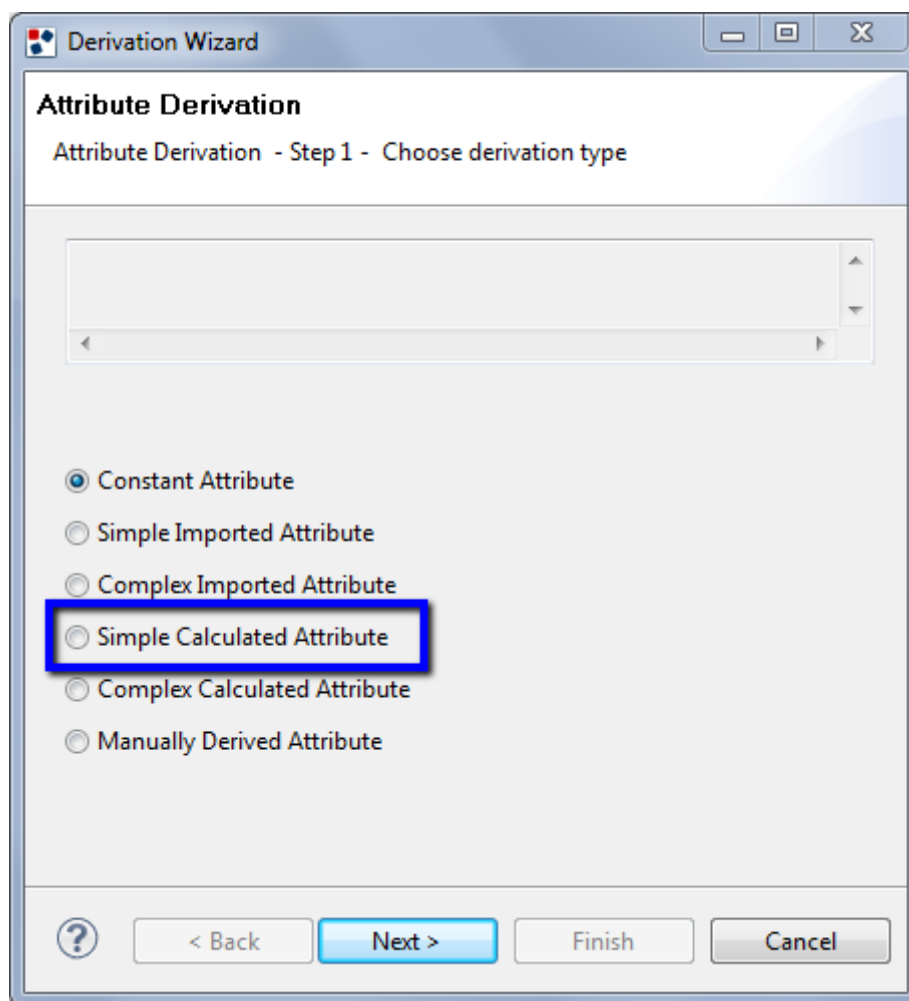 Derivation Wizard
Attribute Derivation
Attribute Derivation - Step 1 - Choose derivation type
Constant Attribute
Simple Imported Attribute
Complex Imported Attribute
Simple Calculated Attribute
Complex Calculated Attribute
Manually Derived Attribute
? < Back Next > Finish Cancel